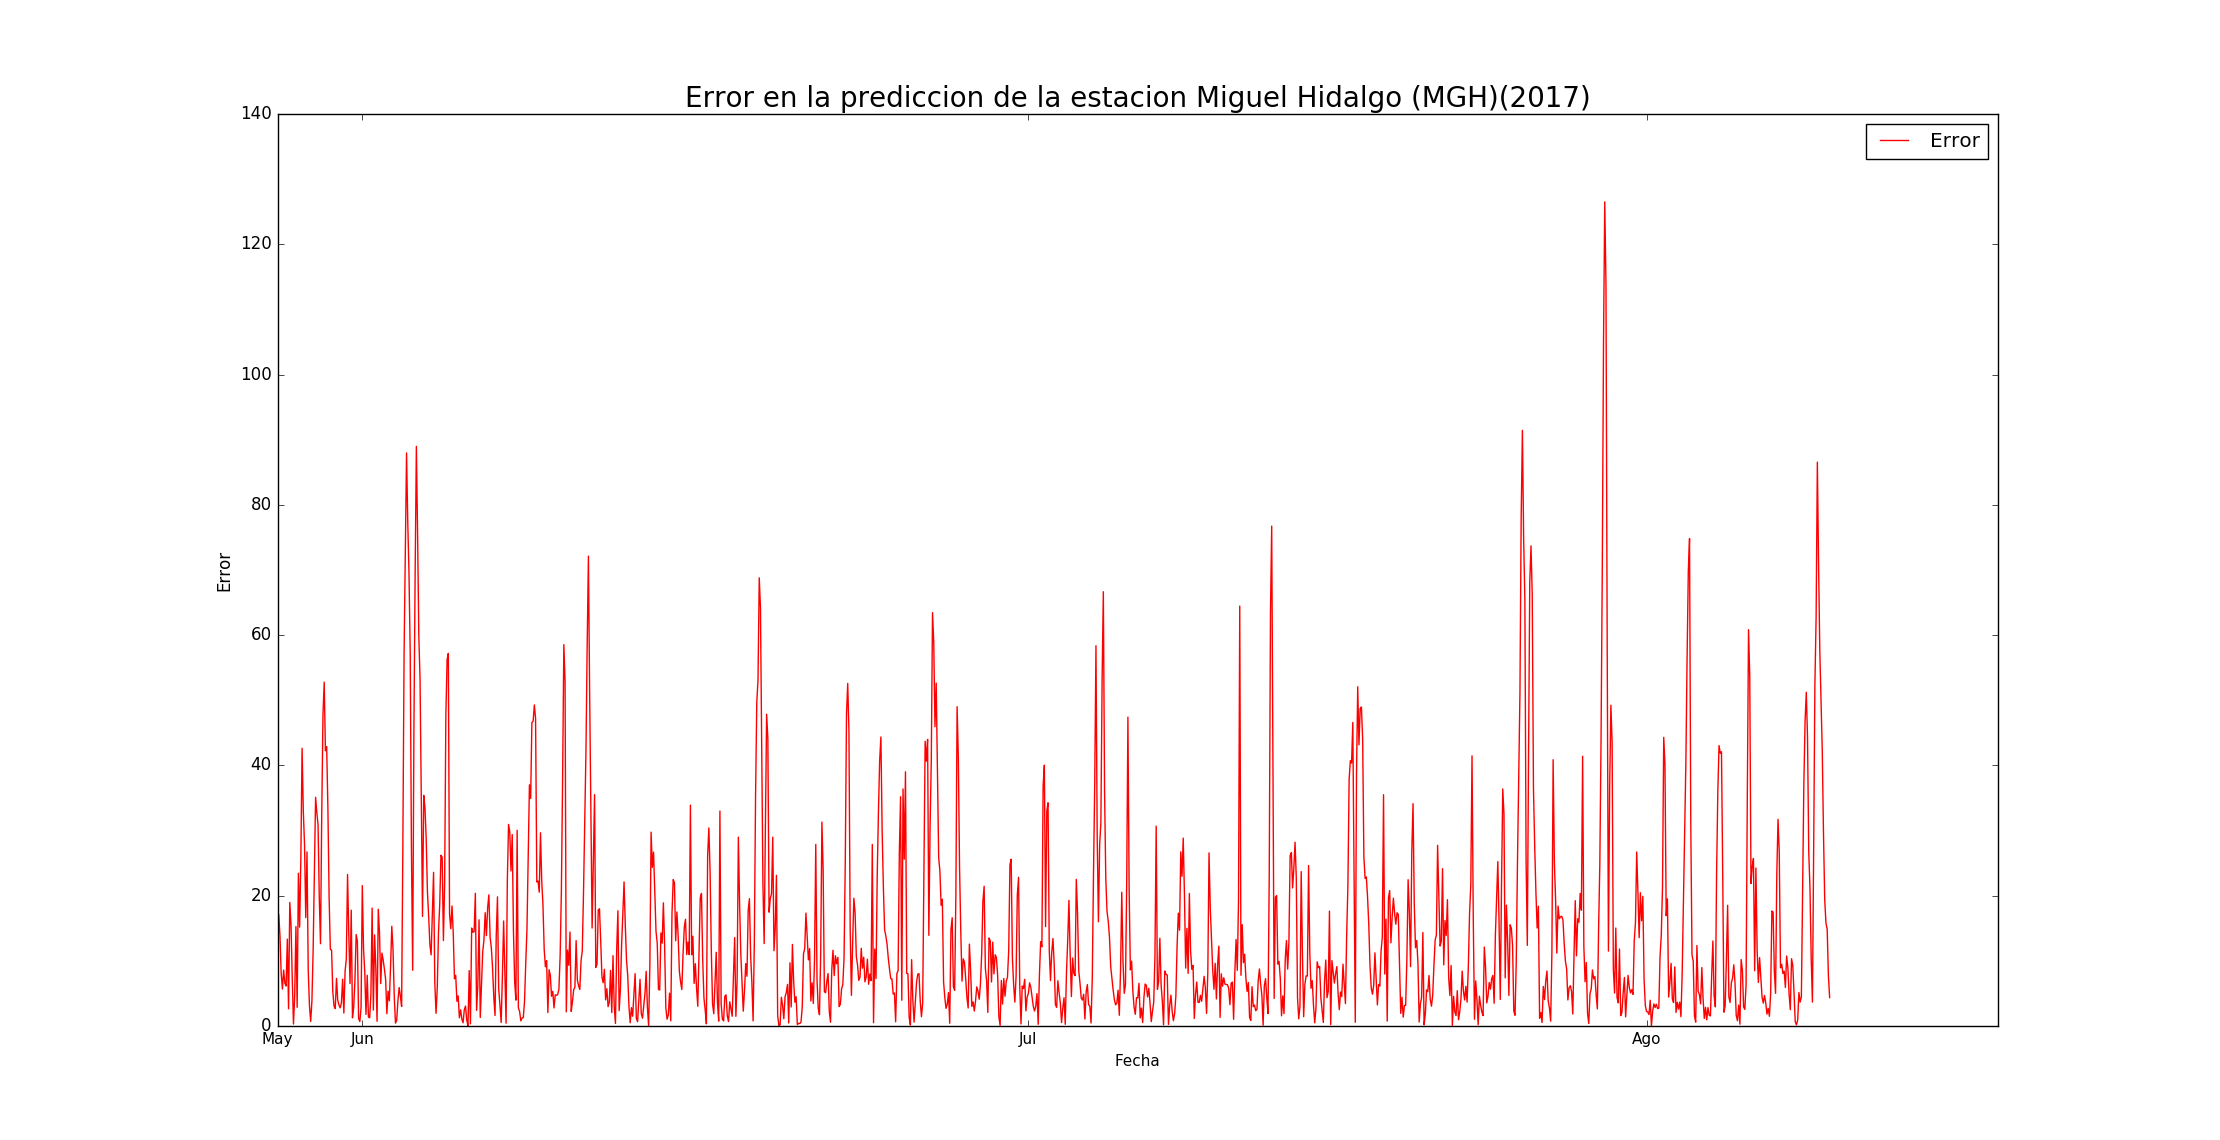 Error en la prediccion de la estacion Miguel Hidalgo (MGH)(2017)
Error
140
120
100
80
60
40
20
0
Error
May Jun Jul Ago
Fecha